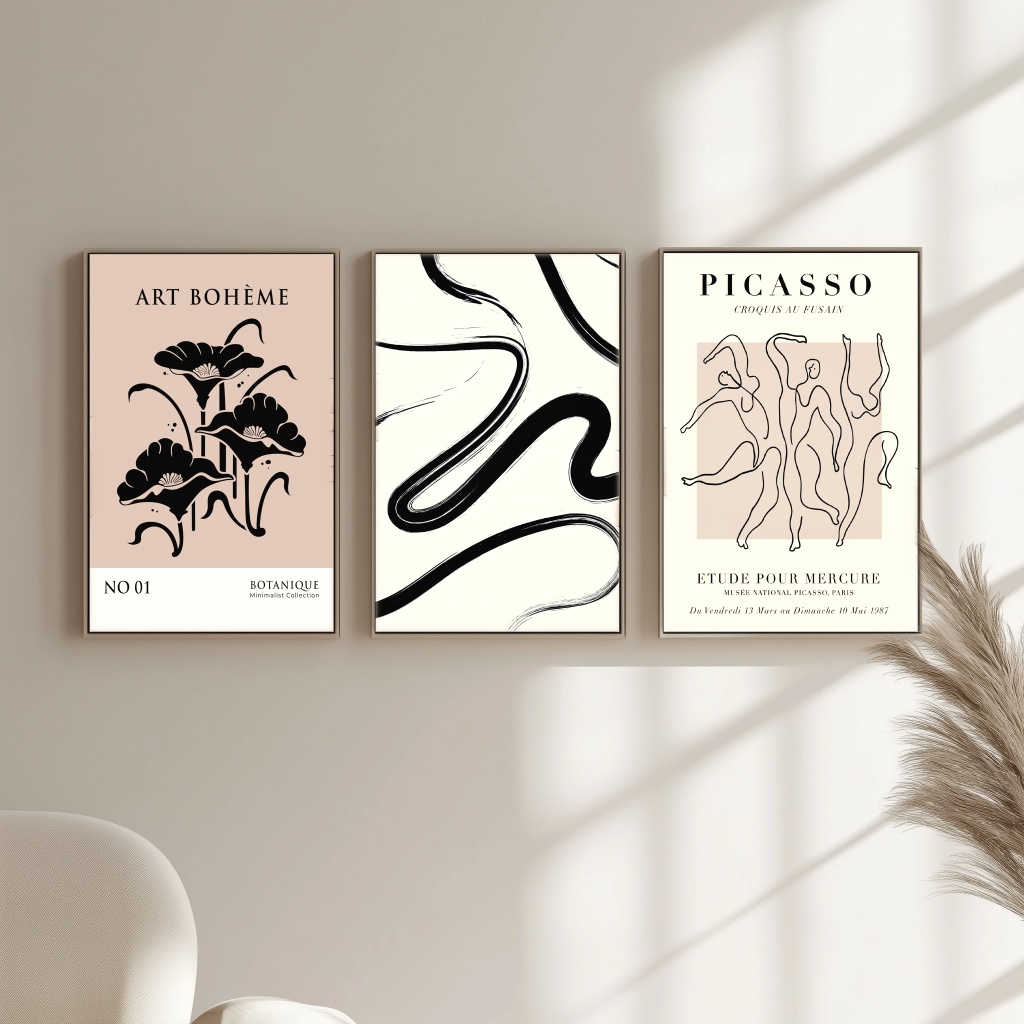 ART BOHÈME
NO 01
BOTANIQUE
Minimalist Collection
PICASSO
CROQUIS AU FUSAIN
ETUDE POUR MERCURE
MUSÉE NATIONAL PICASSO, PARIS
Du Vendredi 13 Mars au Dimanche 10 Mai 1987